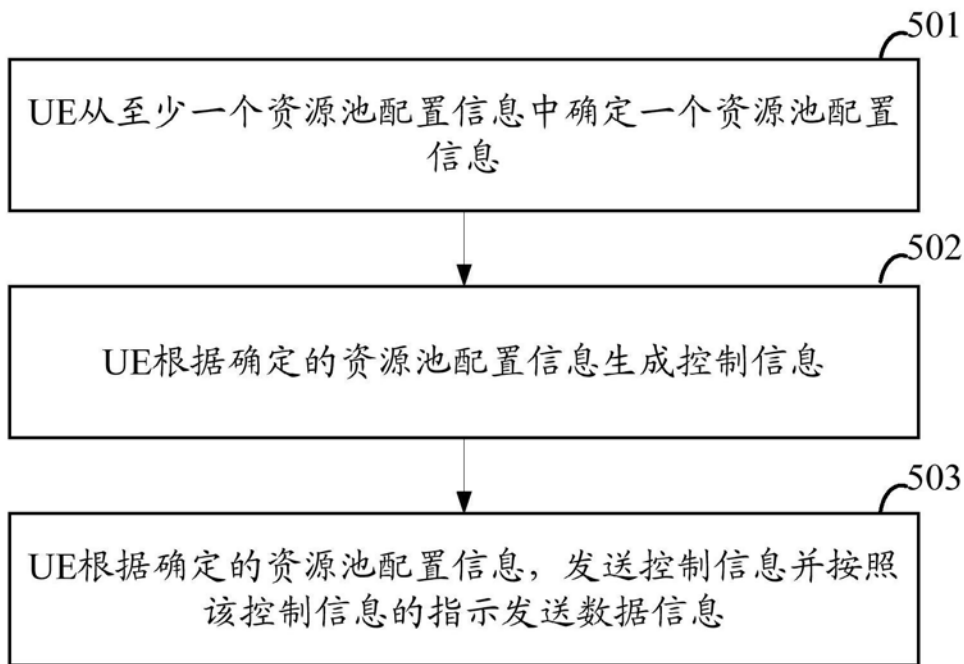 501
UE从至少一个资源池配置信息中确定一个资源池配置
信息
502
UE根据确定的资源池配置信息生成控制信息
503
UE根据确定的资源池配置信息，发送控制信息并按照
该控制信息的指示发送数据信息